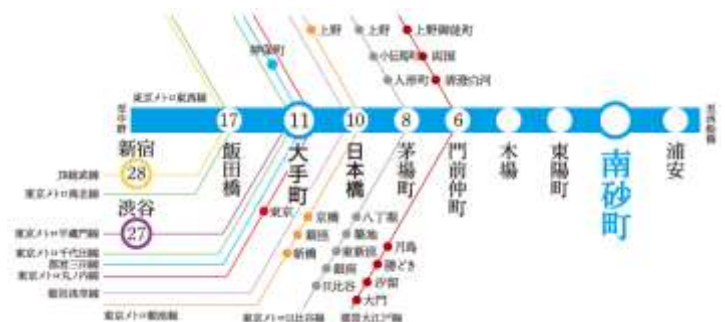 上野
上野
上野御徒町
神保町
小伝馬町
両国
人形町
清澄白河
東京メトロ東西線
17
11
10
8
6
飯田橋
大手町
日本橋
茅場町
門前仲町
木場
東陽町
南砂町
浦安
新宿
28
JR総武線
東京メトロ南北線
渋谷
27
東京メトロ半蔵門線
東京メトロ千代田線
都営三田線
東京メトロ丸ノ内線
都営浅草線
東京メトロ銀座線
東京
京橋
銀座
新橋
八丁堀
築地
東銀座
銀座
日比谷
東京メトロ日比谷線
月島
勝どき
汐留
大門
都営大江戸線